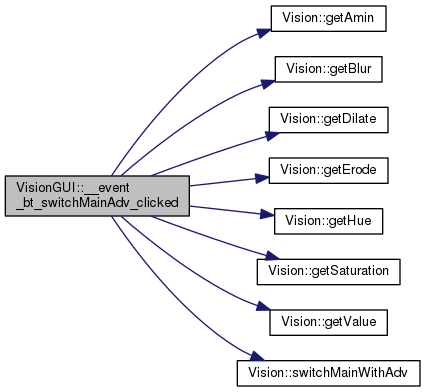 Vision::getAmin
Vision::getBlur
Vision::getDilate
VisionGUI::__event
_bt_switchMainAdv_clicked
Vision::getErode
Vision::getHue
Vision::getSaturation
Vision::getValue
Vision::switchMainWithAdv